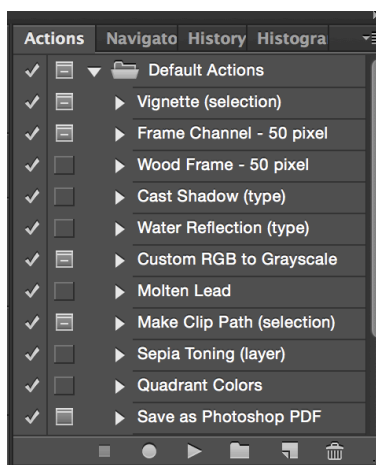 Actions Navigato History Histogra
Default Actions
Vignette (selection)
Frame Channel - 50 pixel
Wood Frame - 50 pixel
Cast Shadow (type)
Water Reflection (type)
Custom RGB to Grayscale
Molten Lead
Make Clip Path (selection)
Sepia Toning (layer)
Quadrant Colors
Save as Photoshop PDF